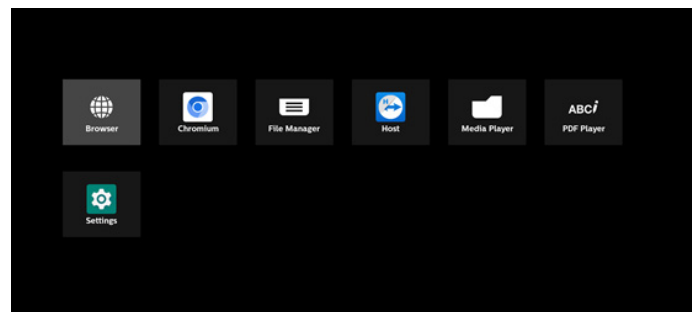 Browser
Chromium
File Manager
H
Host
Media Player
ABCi
PDF Player
Settings